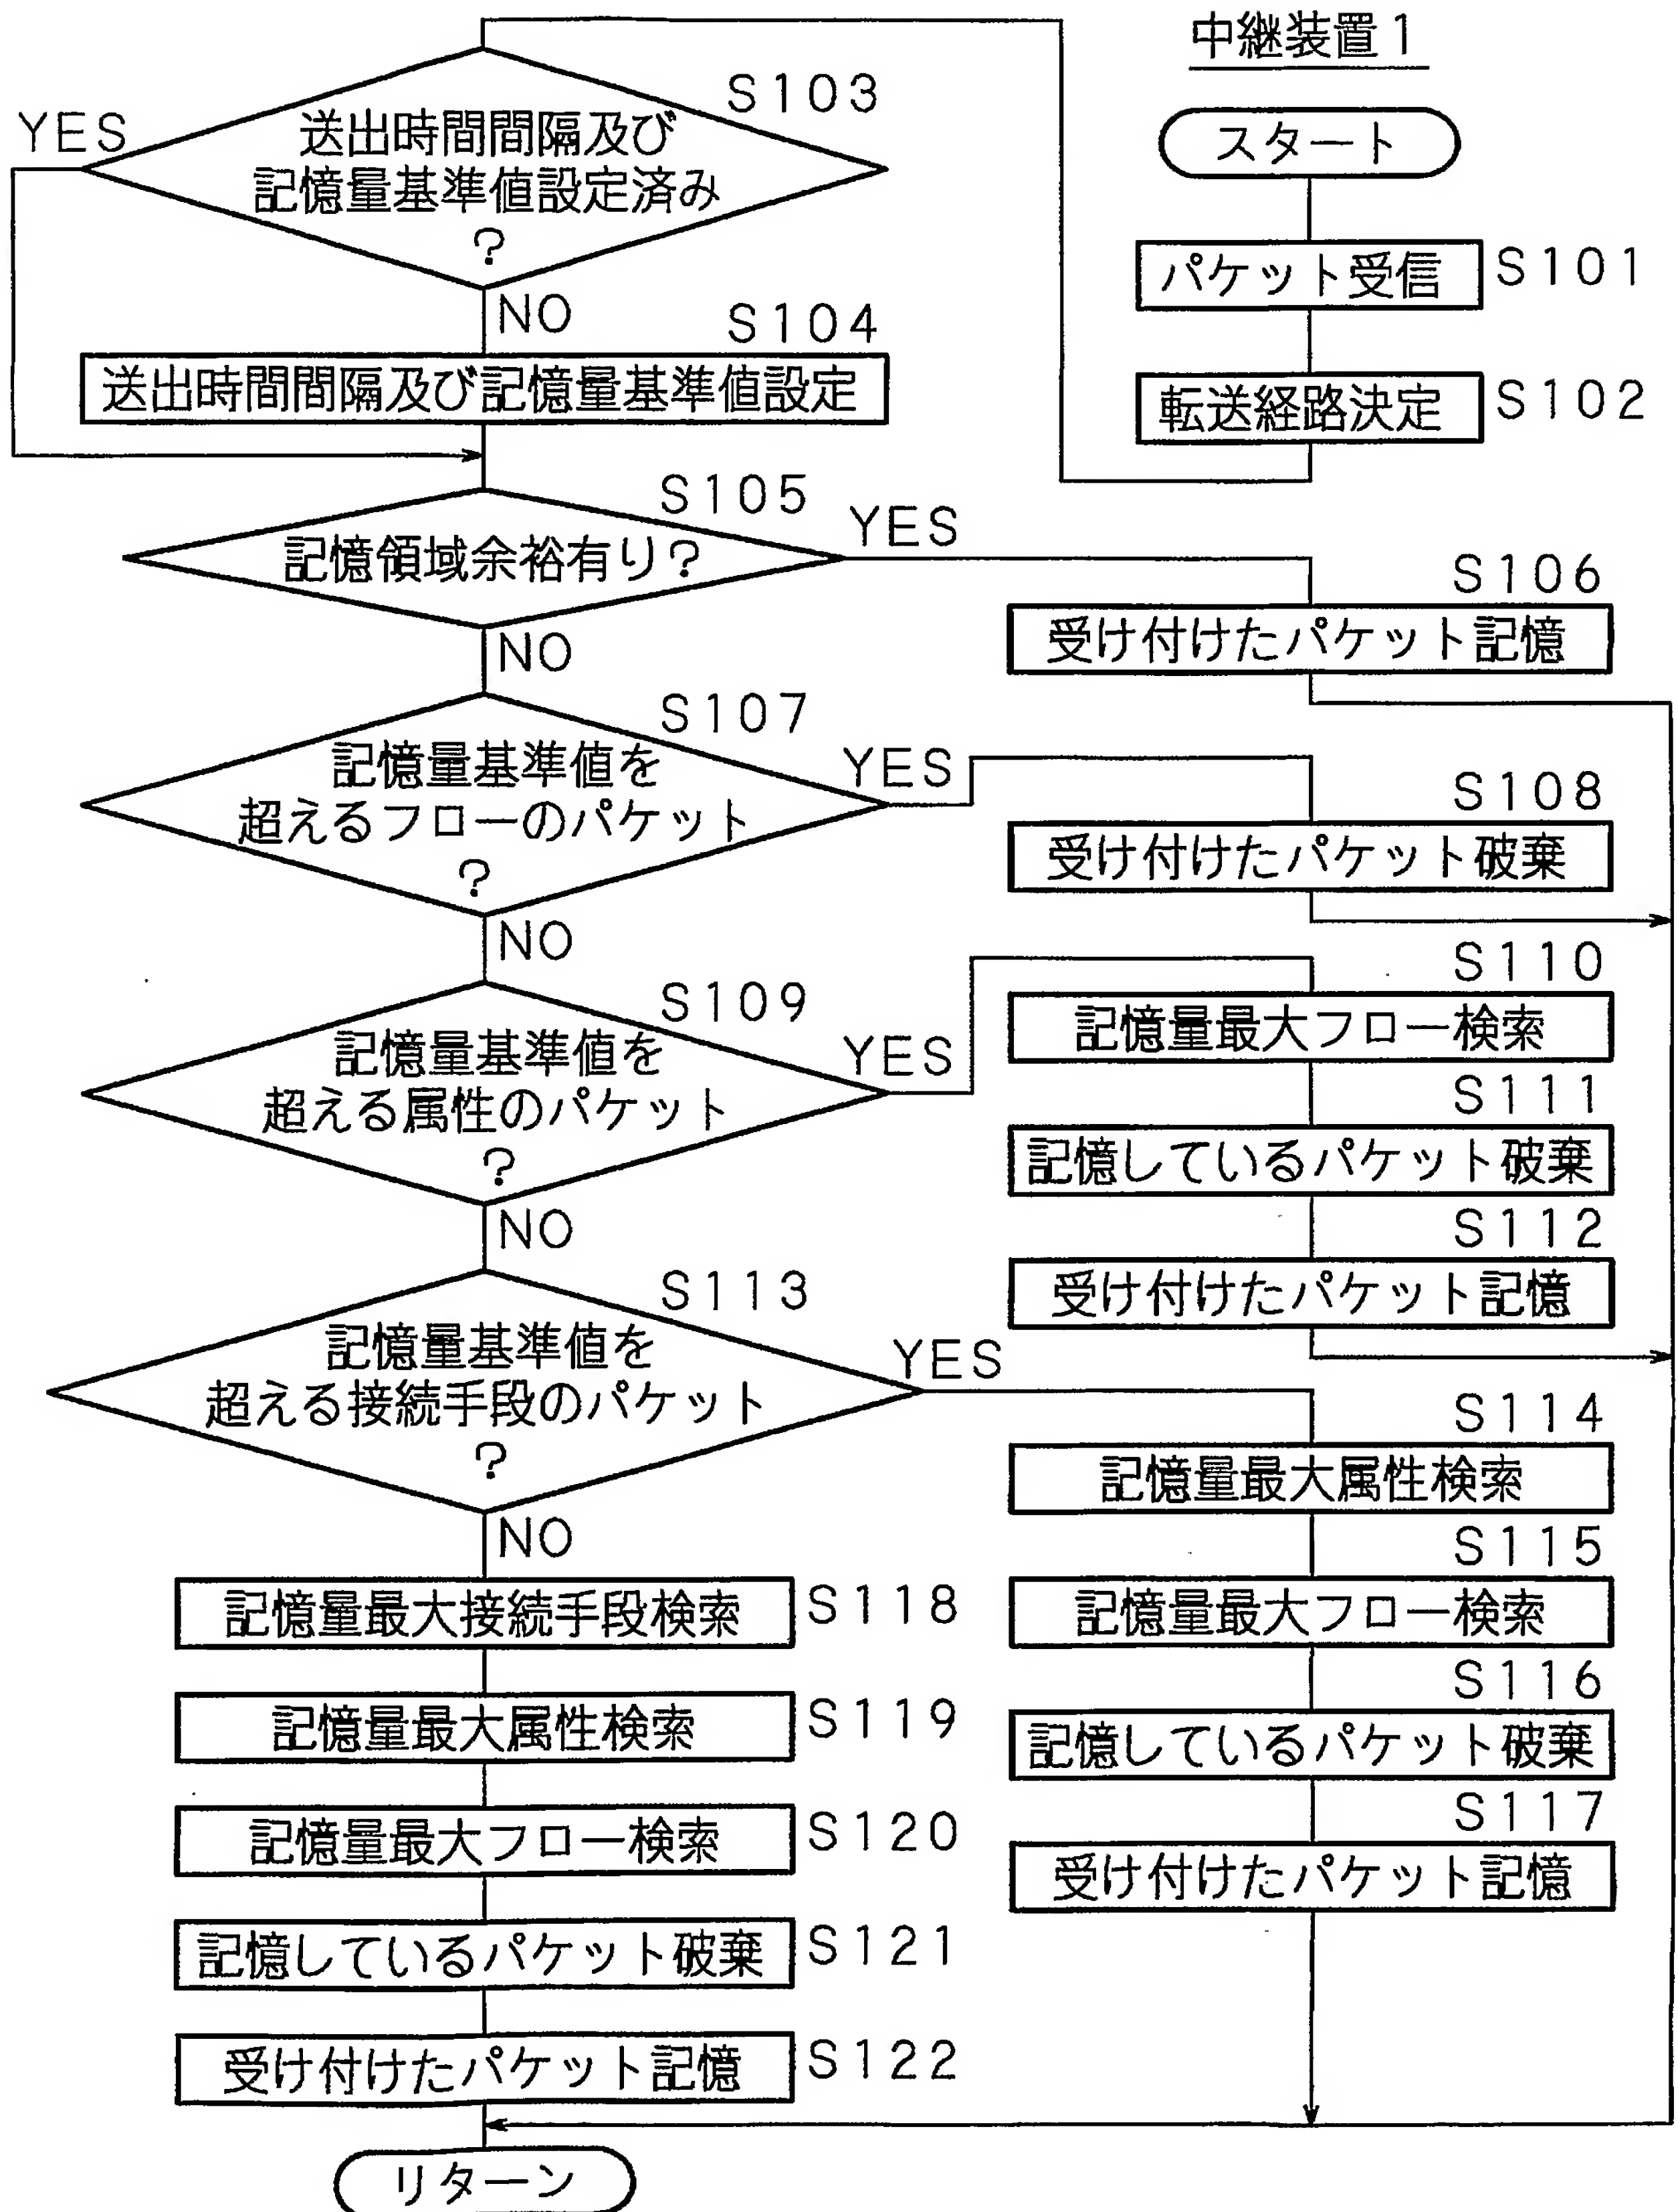 中継装置1
スタート
パケット受信
S101
転送経路決定
S102
S103
送出時間間隔及び
記憶量基準値設定済み
?
YES
NO
S104
送出時間間隔及び記憶量基準値設定
S105
記憶領域余裕有り?
YES
NO
S106
受け付けたパケット記憶
S107
記憶量基準値を
超えるフローのパケット
?
YES
NO
S108
受け付けたパケット破棄
S109
記憶量基準値を
超える属性のパケット
?
YES
NO
S110
記憶量最大フロー検索
S111
記憶しているパケット破棄
S112
受け付けたパケット記憶
S113
記憶量基準値を
超える接続手段のパケット
?
YES
NO
S114
記憶量最大属性検索
S115
記憶量最大フロー検索
S116
記憶しているパケット破棄
S117
受け付けたパケット記憶
記憶量最大接続手段検索
S118
記憶量最大属性検索
S119
記憶量最大フロー検索
S120
記憶しているパケット破棄
S121
受け付けたパケット記憶
S122
リターン